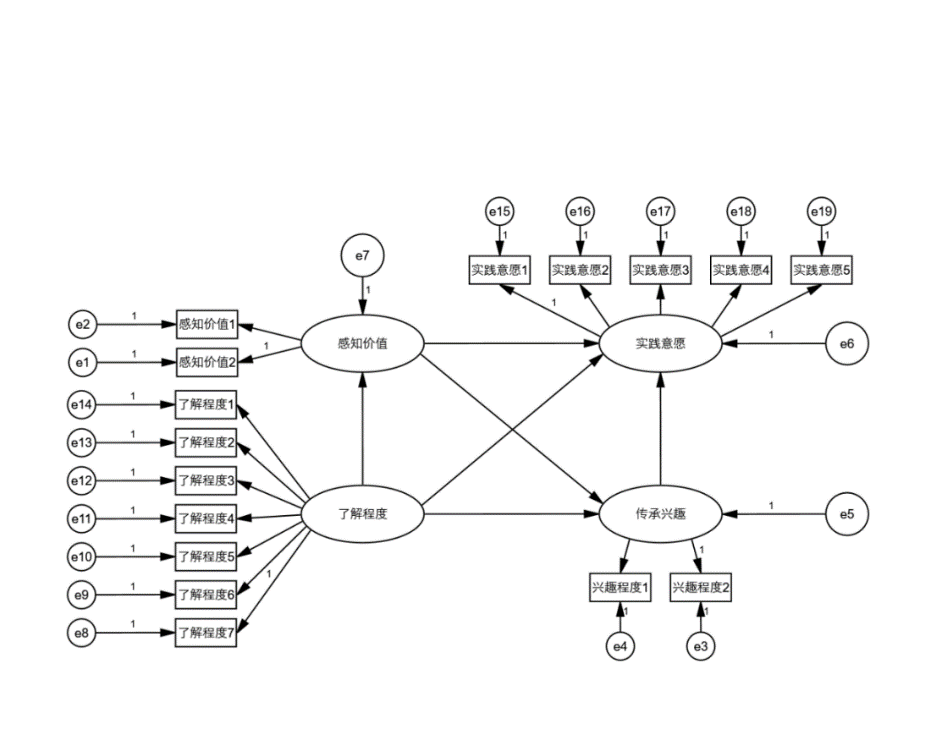 e15
e16
e17
e18
e19
1
1
1
1
1
实践意愿1
实践意愿2
实践意愿3
实践意愿4
实践意愿5
e7
1
1
e2
1
感知价值1
感知价值
实践意愿
1
e6
e1
1
感知价值2
1
e14
1
了解程度1
e13
1
了解程度2
e12
1
了解程度3
e11
1
了解程度4
了解程度
传承兴趣
1
e5
e10
1
了解程度5
1
e9
1
了解程度6
1
e8
1
了解程度7
兴趣程度1
兴趣程度2
1
1
e4
e3